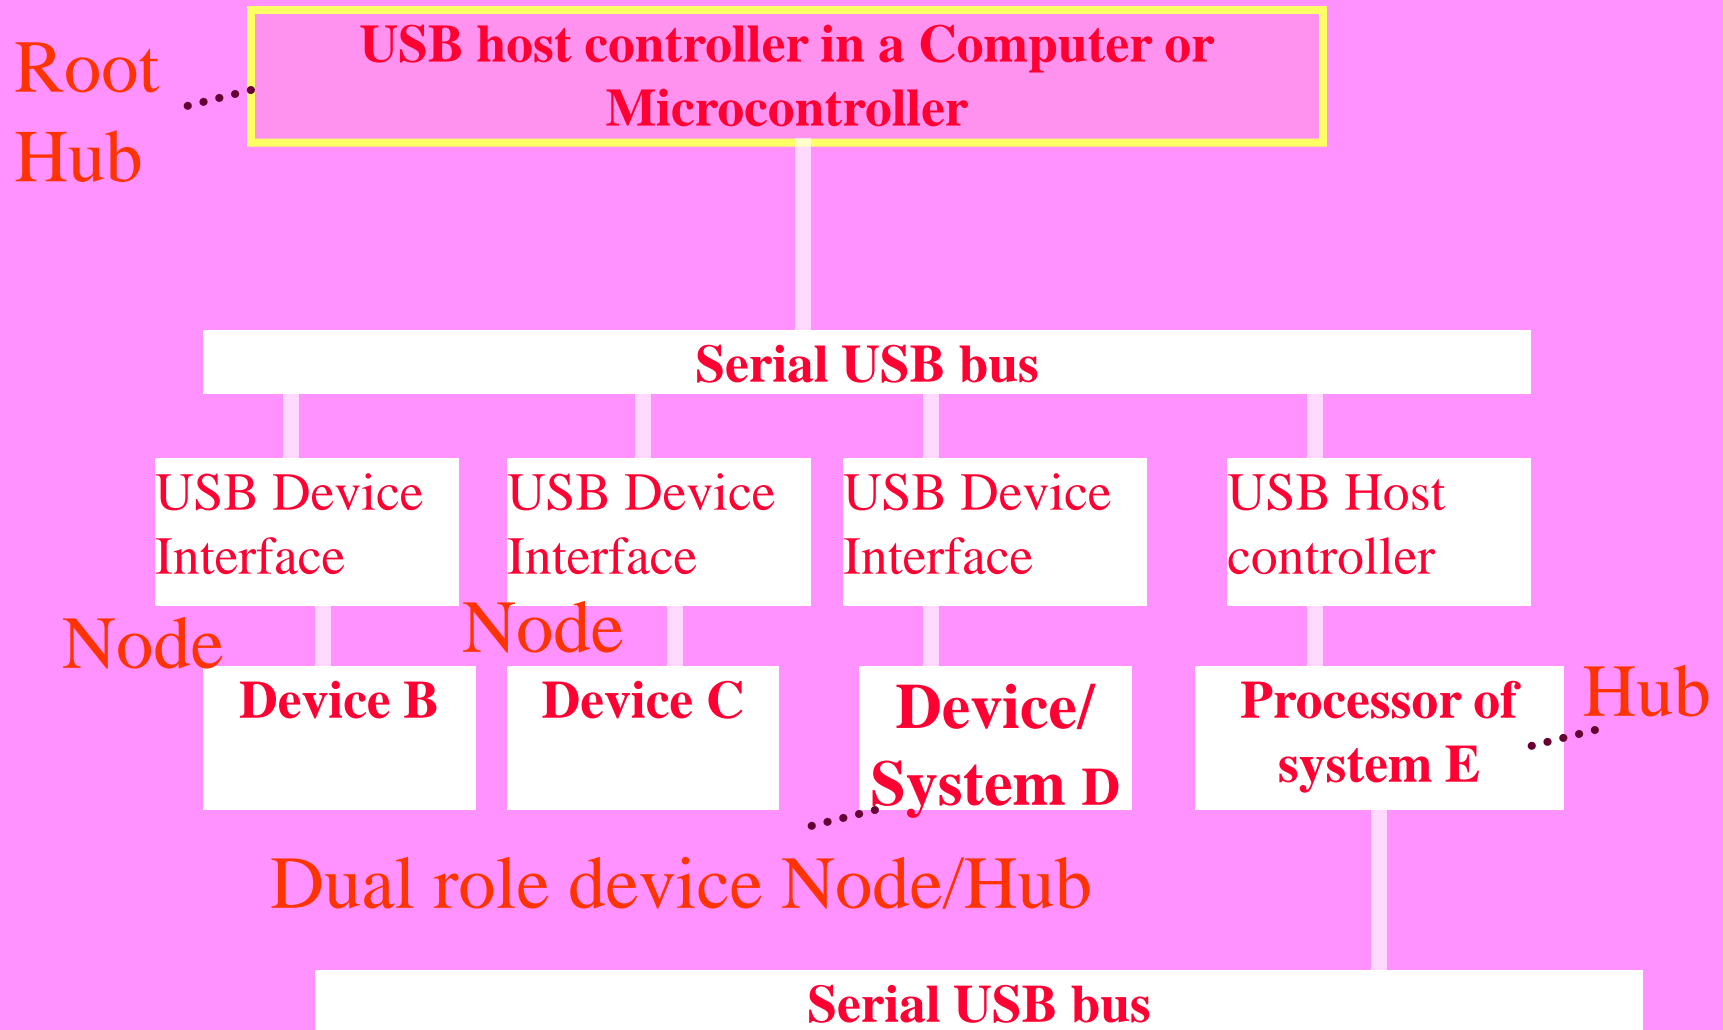 Root
Hub
USB host controller in a Computer or
Microcontroller
Serial USB bus
USB Device
Interface
USB Device
Interface
USB Device
Interface
USB Host
controller
Node
Node
Device B
Device C
Device/
System D
Processor of
system E
Hub
Dual role device Node/Hub
Serial USB bus